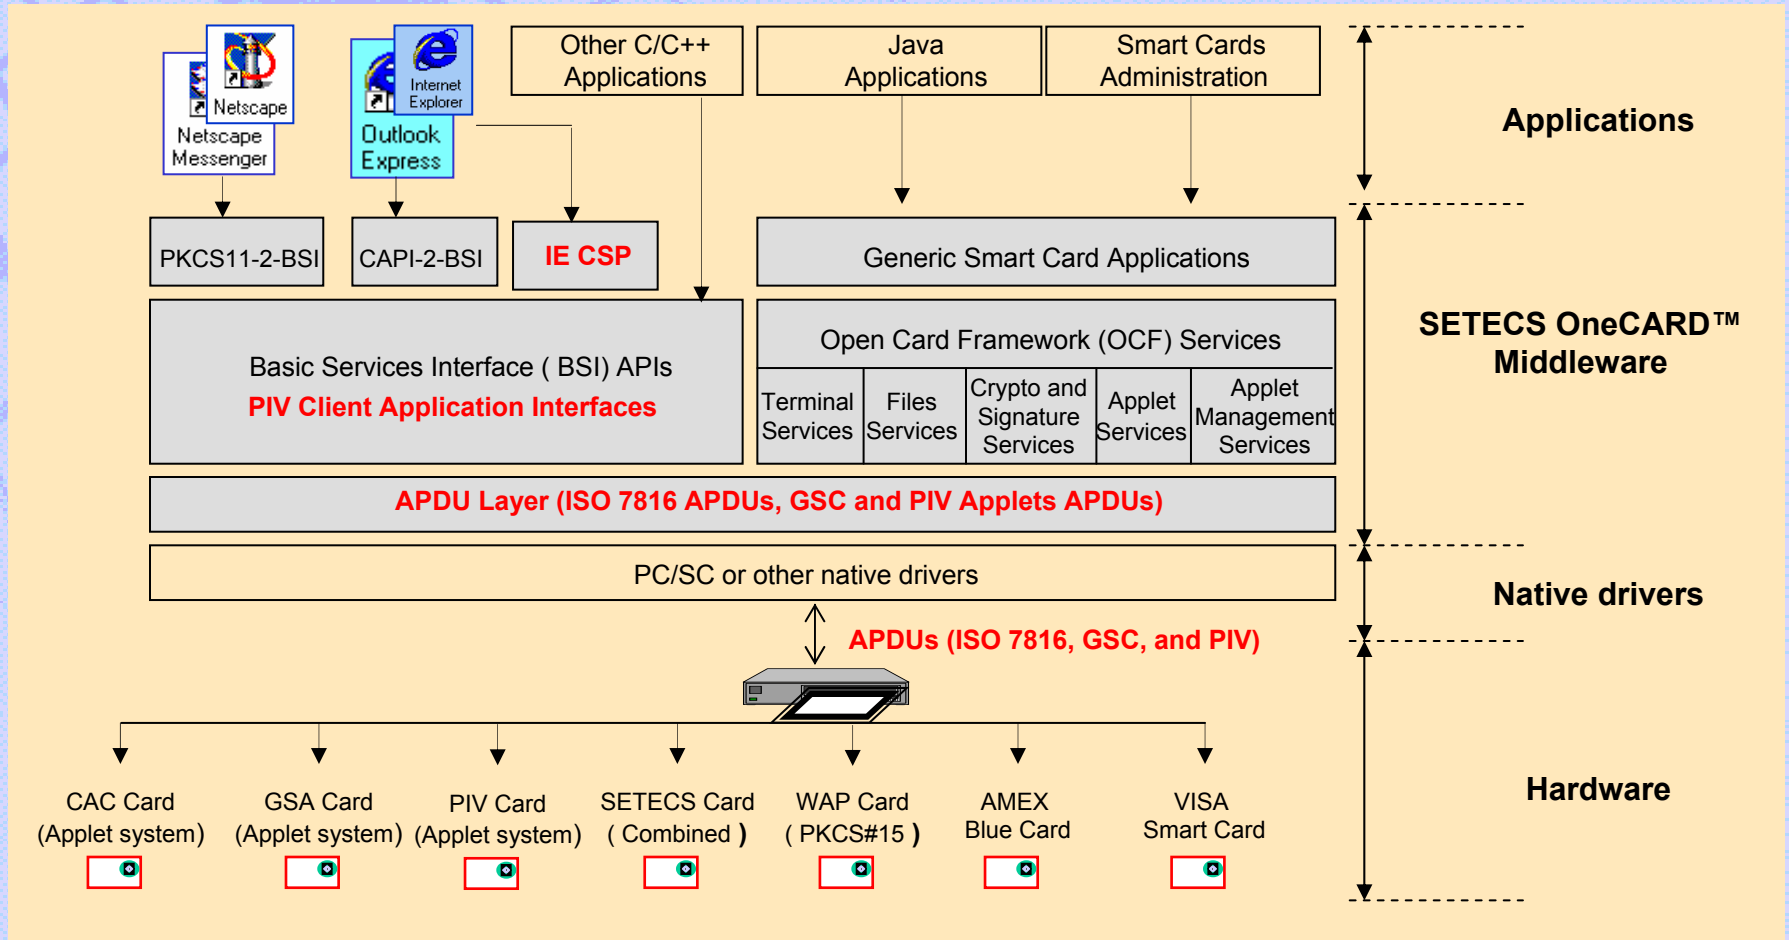 Netscape
Netscape
Messenger
Internet
Explorer
Outlook
Express
Other C/C++
Applications
Java
Applications
Smart Cards
Administration
Applications
PKCS11-2-BSI
CAPI-2-BSI
IE CSP
Generic Smart Card Applications
SETECS OneCARD™
Middleware
Basic Services Interface ( BSI) APIs
PIV Client Application Interfaces
Open Card Framework (OCF) Services
Terminal
Services
Files
Services
Crypto and
Signature
Services
Applet
Services
Applet
Management
Services
APDU Layer (ISO 7816 APDUs, GSC and PIV Applets APDUs)
PC/SC or other native drivers
Native drivers
APDUs (ISO 7816, GSC, and PIV)
Hardware
CAC Card
(Applet system)
GSA Card
(Applet system)
PIV Card
(Applet system)
SETECS Card
( Combined )
WAP Card
( PKCS#15 )
AMEX
Blue Card
VISA
Smart Card